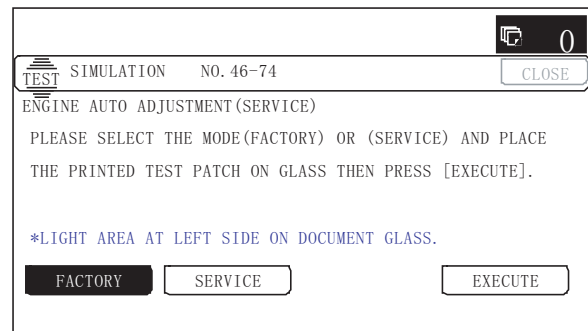 0
TEST SIMULATION NO.46-74 CLOSE
ENGINE AUTO ADJUSTMENT(SERVICE)
PLEASE SELECT THE MODE(FACTORY) OR (SERVICE) AND PLACE
THE PRINTED TEST PATCH ON GLASS THEN PRESS [EXECUTE].
*LIGHT AREA AT LEFT SIDE ON DOCUMENT GLASS.
FACTORY SERVICE EXECUTE